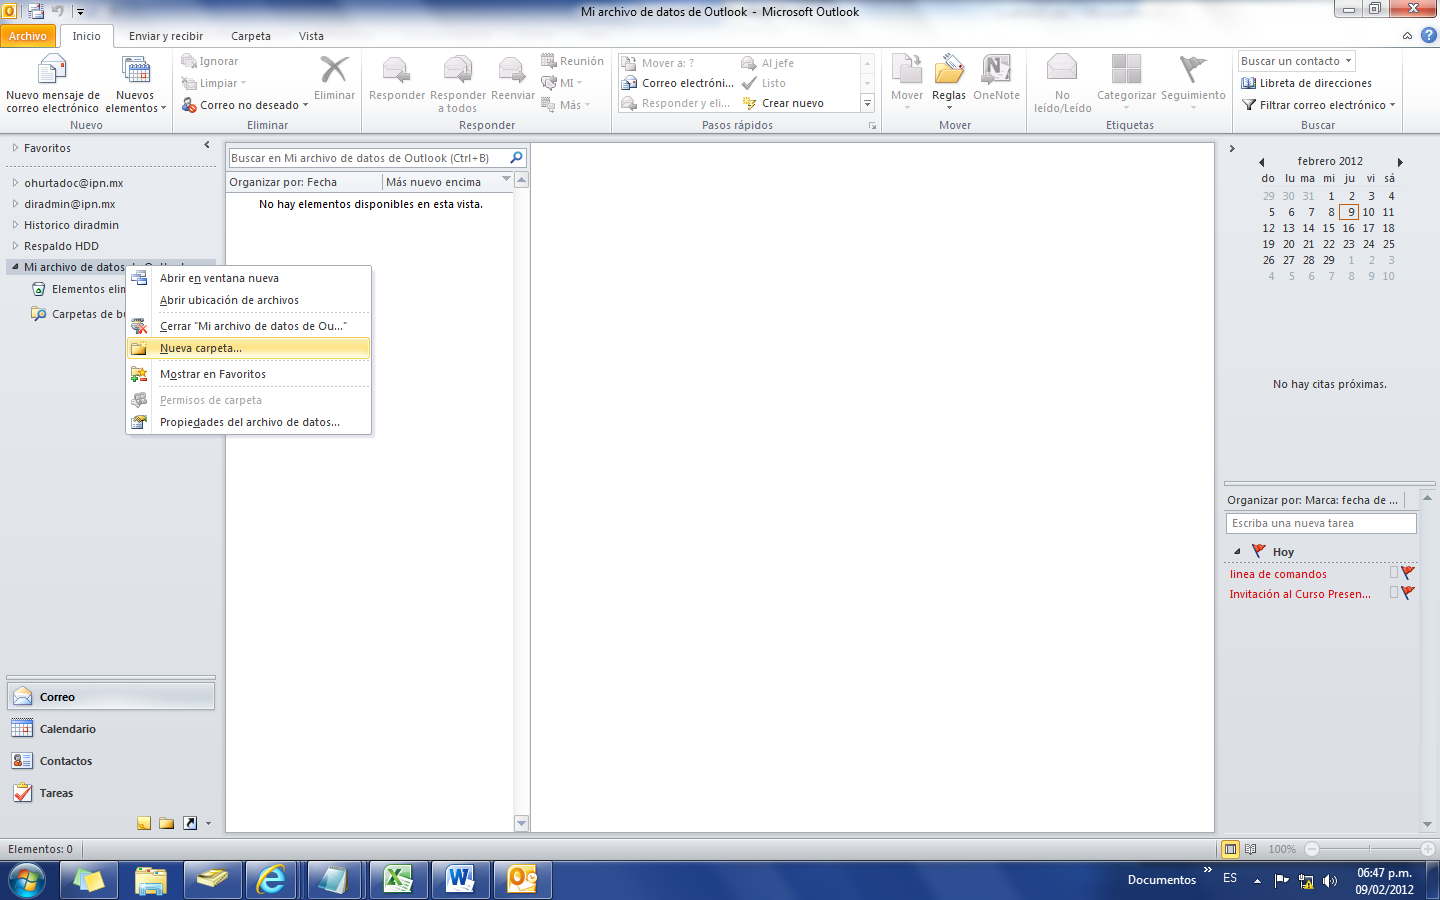 Mi archivo de datos de Outlook - Microsoft Outlook
Archivo
Inicio
Enviar y recibir
Carpeta
Vista
Nuevo mensaje de correo electrónico
Nuevos elementos
Nuevo
Ignorar
Limpiar
Correo no deseado
Eliminar
Eliminar
Responder
Responder a todos
Reenviar
Reunión
MI
Más
Responder
Mover a: ?
Correo electróni...
Responder y eli...
Al jefe
Listo
Crear nuevo
Pasos rápidos
Mover
Reglas
OneNote
Mover
No leído/Leído
Categorizar
Seguimiento
Etiquetas
Buscar un contacto
Libreta de direcciones
Filtrar correo electrónico
Buscar
Favoritos
ohurtadoc@ipn.mx
diradmin@ipn.mx
Historico diradmin
Respaldo HDD
Mi archivo de datos
Elementos elim
Carpetas de b
Abrir en ventana nueva
Abrir ubicación de archivos
Cerrar "Mi archivo de datos de Ou..."
Nueva carpeta...
Mostrar en Favoritos
Permisos de carpeta
Propiedades del archivo de datos...
Buscar en Mi archivo de datos de Outlook (Ctrl+B)
Organizar por: Fecha
Más nuevo encima
No hay elementos disponibles en esta vista.
febrero 2012
do lu ma mi ju vi sá
29 30 31 1 2 3 4
5 6 7 8 9 10 11
12 13 14 15 16 17 18
19 20 21 22 23 24 25
26 27 28 29 1 2 3
4 5 6 7 8 9 10
No hay citas próximas.
Organizar por: Marca: fecha de ...
Escriba una nueva tarea
Hoy
linea de comandos
Invitación al Curso Presen...
Correo
Calendario
Contactos
Tareas
Elementos: 0
100%
Documentos
ES
06:47 p.m.
09/02/2012